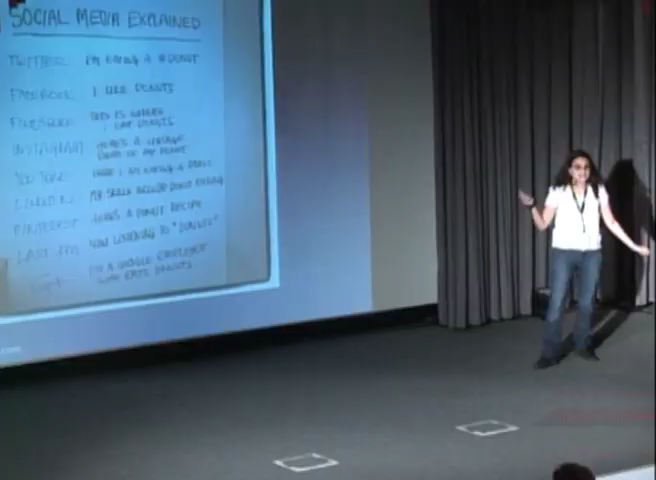 SOCIAL MEDIA EXPLAINED
TWITTER I'M EATING A #DONUT
FACEBOOK I LIKE DONUTS
FOURSQUARE THIS IS WHERE
I EAT DONUTS
INSTAGRAM HERE'S A VINTAGE
PHOTO OF MY DONUT
YOUTUBE HERE I AM EATING A DONUT
LINKEDIN MY SKILLS INCLUDE DONUT EATING
PINTEREST HERE'S A DONUT RECIPE
LAST FM NOW LISTENING TO "DONUTS"
I'M A GOOGLE EMPLOYEE
WHO EATS DONUTS.